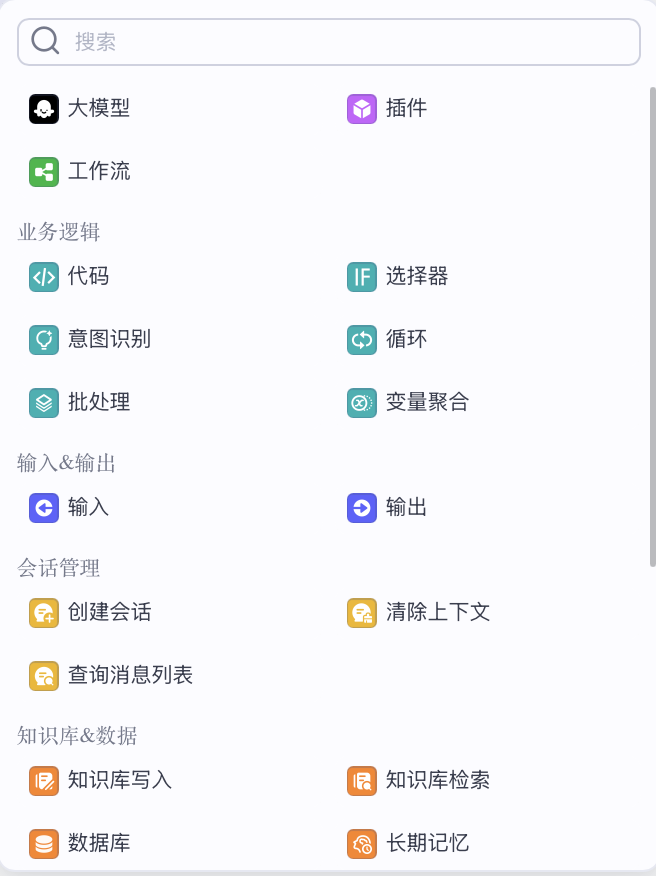 搜索
大模型 插件
工作流
业务逻辑
代码 IF 选择器
意图识别 循环
批处理 (x) 变量聚合
输入&输出
输入 输出
会话管理
创建会话 清除上下文
查询消息列表
知识库&数据
知识库写入 知识库检索
数据库 长期记忆